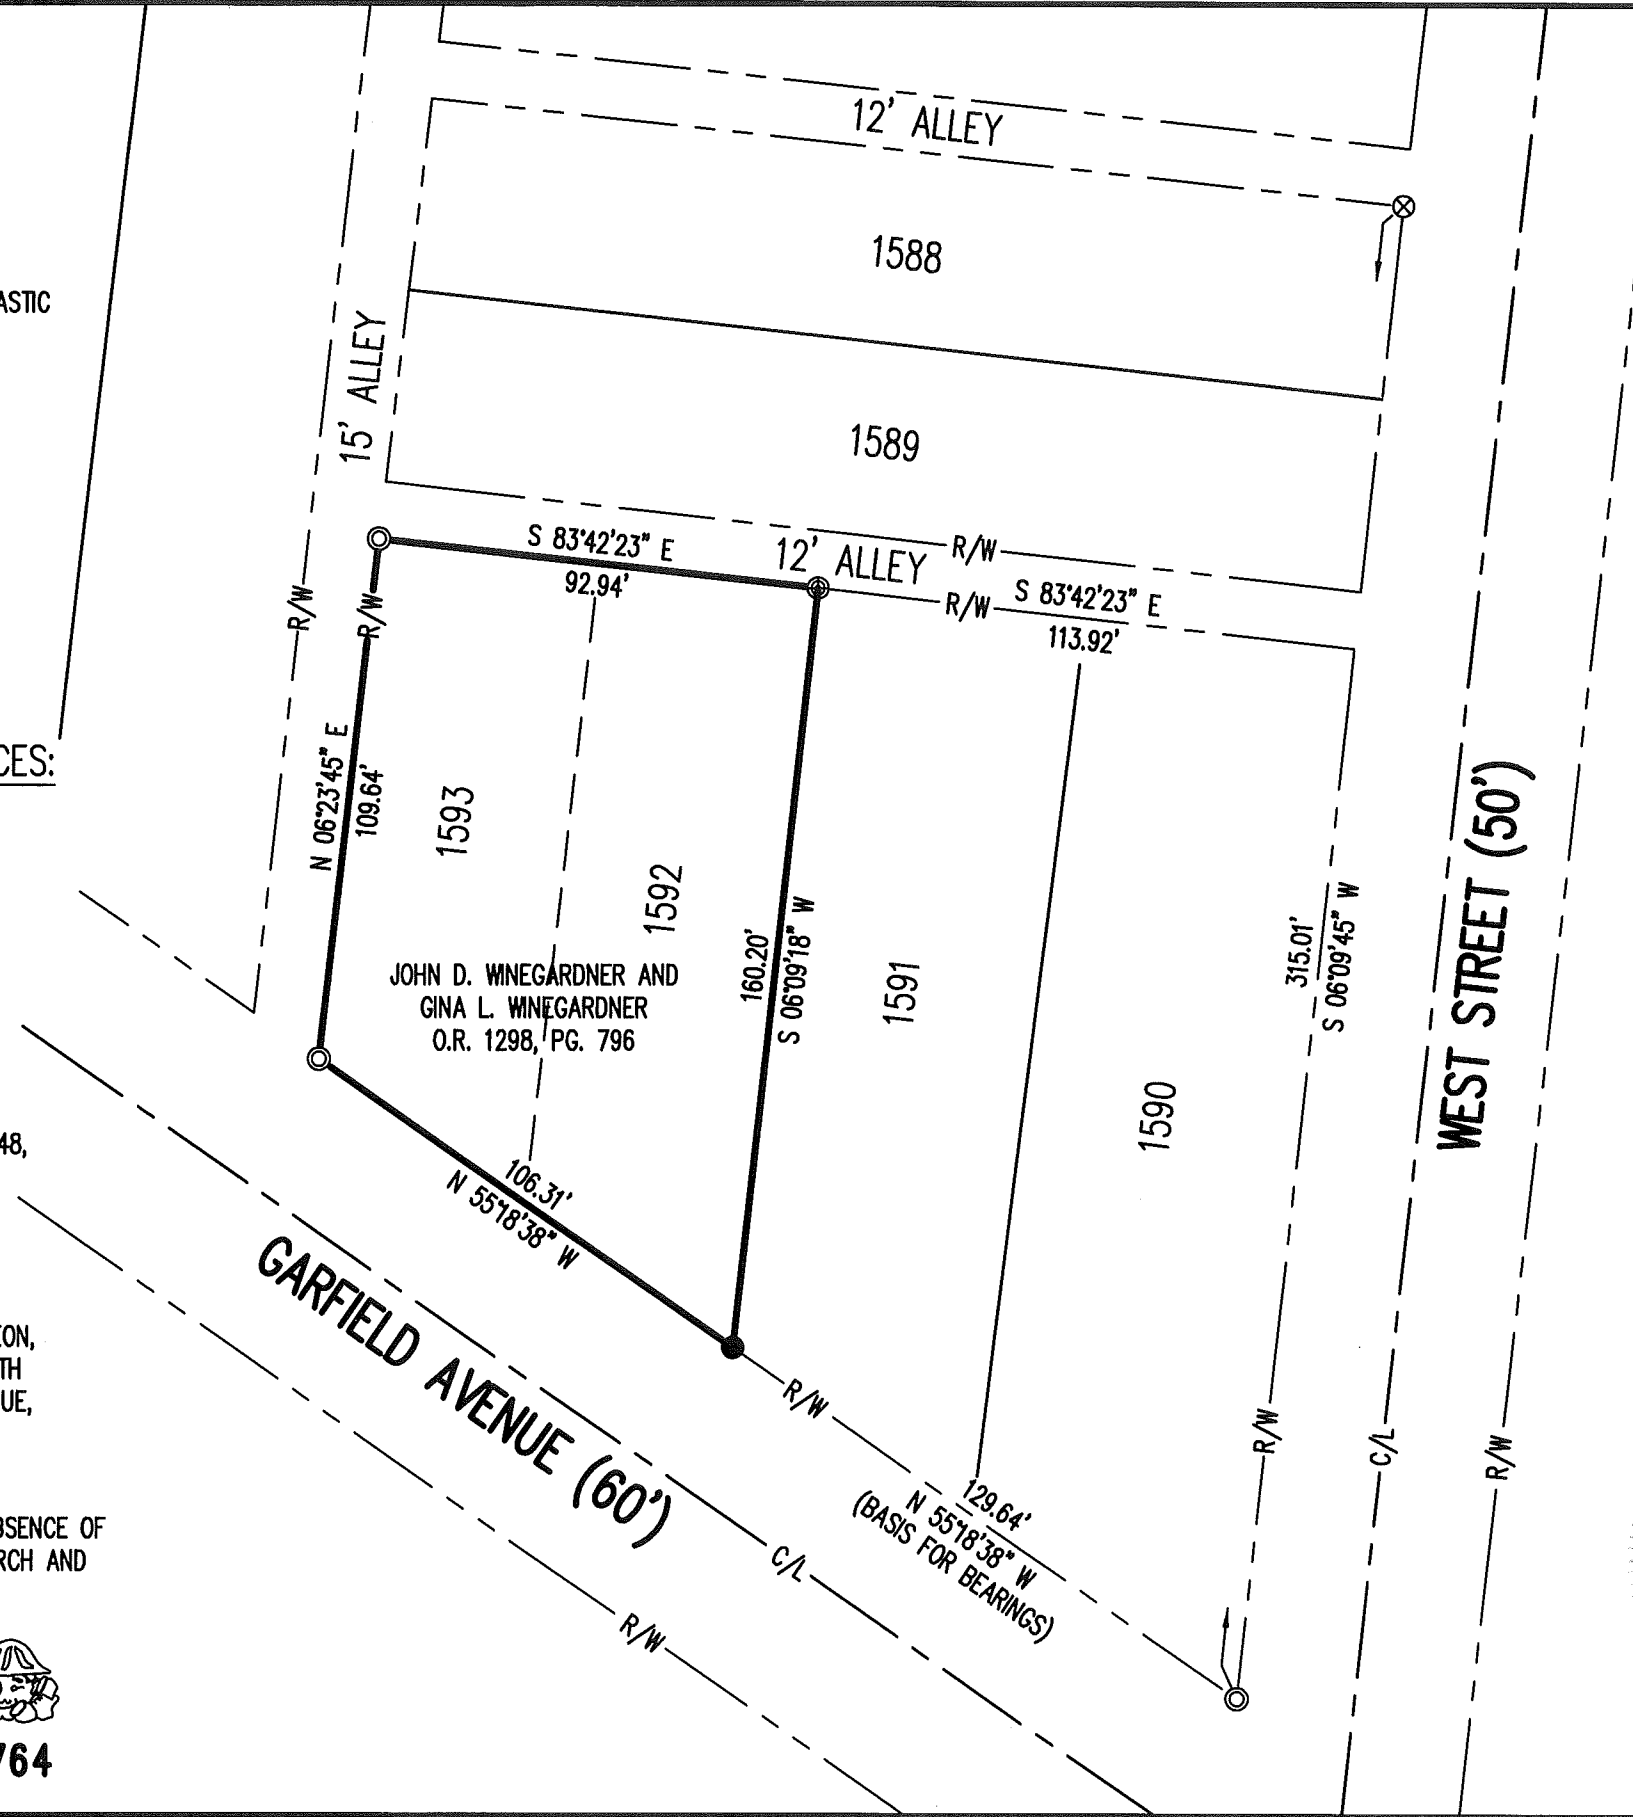 12' ALLEY
1588
ASTIC
15' ALLEY
1589
S 83°42'23" E
92.94'
12' ALLEY
R/W
R/W
S 83°42'23" E
113.92'
R/W
R/W
CES:
N 06°23'45" E
109.64'
1593
1592
160.20'
S 06°09'18" W
1591
315.01'
S 06°09'45" W
WEST STREET (50')
JOHN D. WINEGARDNER AND
GINA L. WINEGARDNER
O.R. 1298, PG. 796
1590
48,
106.31'
N 55°18'38" W
GARFIELD AVENUE (60')
ION,
TH
UE,
R/W
R/W
C/L
R/W
129.64'
N 55°18'38" W
(BASIS FOR BEARINGS)
BSENCE OF
RCH AND
C/L
R/W
764